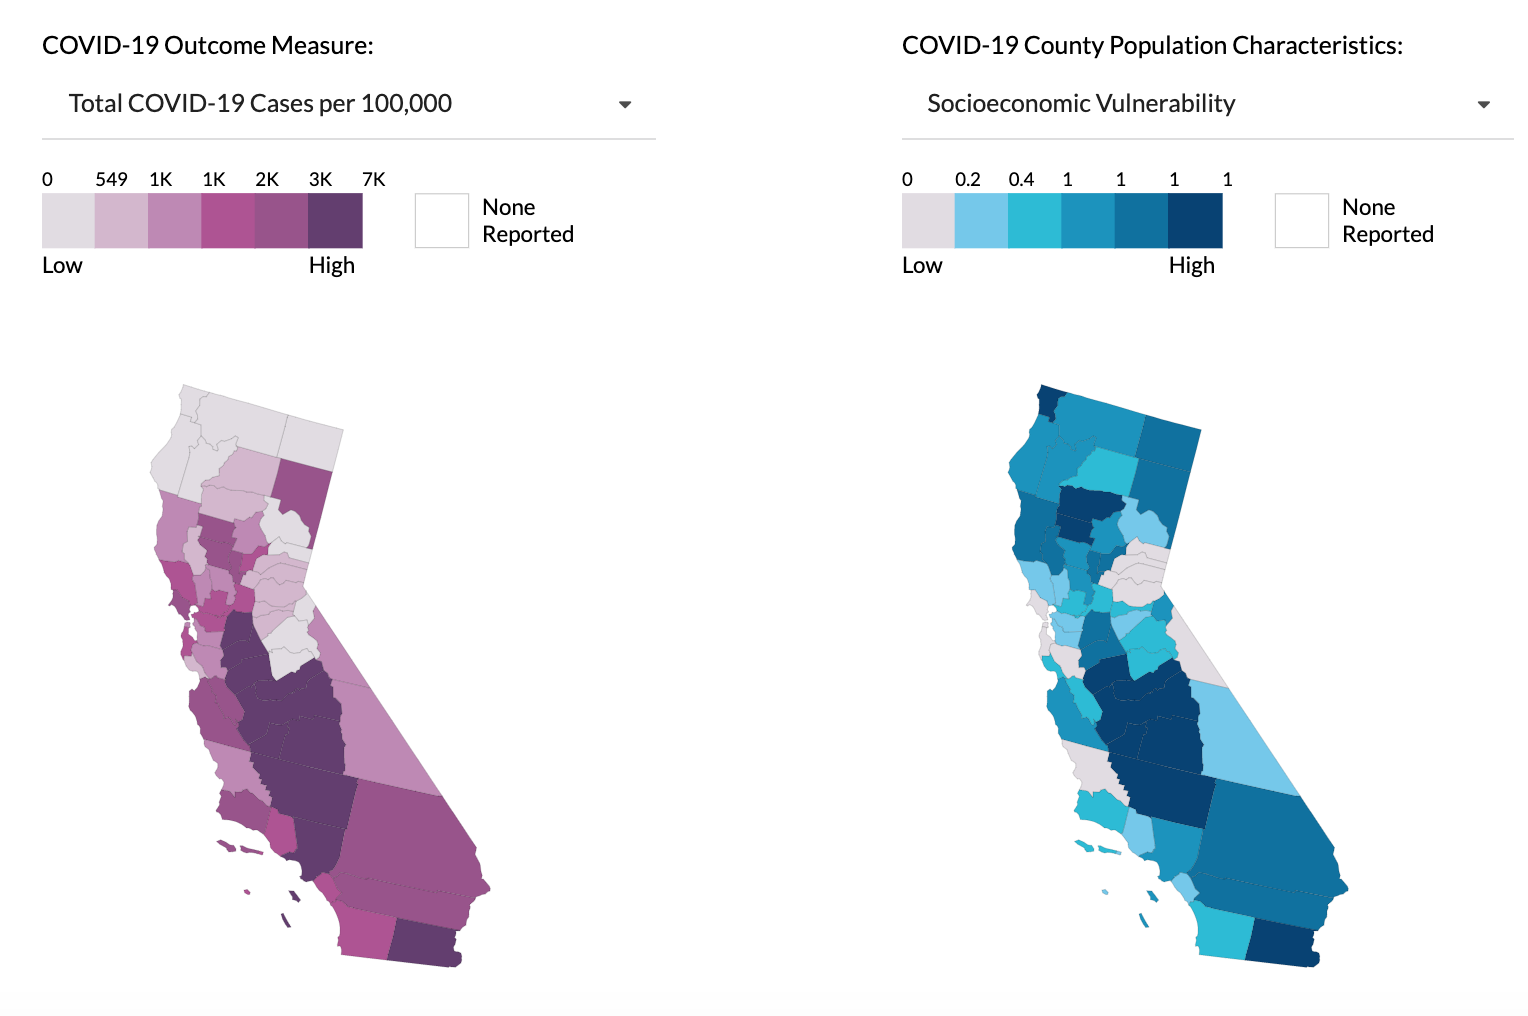 COVID-19 Outcome Measure:
Total COVID-19 Cases per 100,000
0 549 1K 1K 2K 3K 7K
None
Reported
Low High
COVID-19 County Population Characteristics:
Socioeconomic Vulnerability
0 0.2 0.4 1 1 1 1
None
Reported
Low High